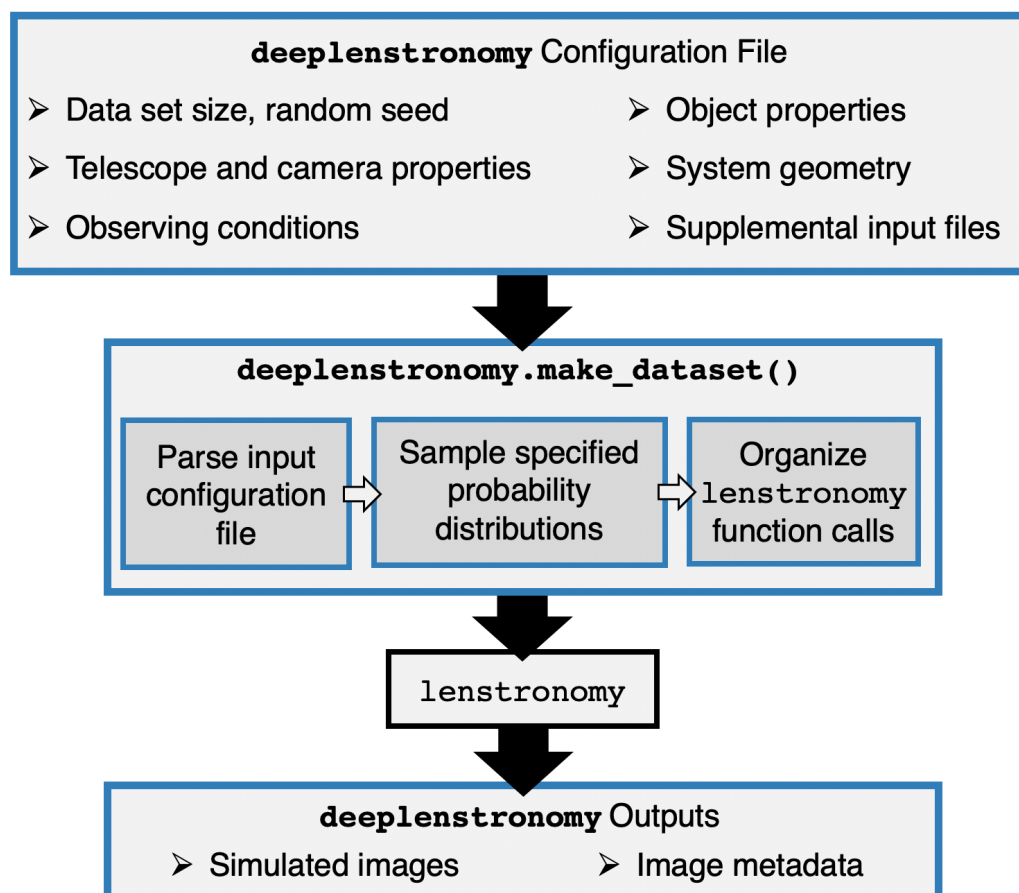 deeplenstronomy Configuration File
➢ Data set size, random seed
➢ Object properties
➢ Telescope and camera properties
➢ System geometry
➢ Observing conditions
➢ Supplemental input files
deeplenstronomy.make_dataset()
Parse input
configuration
file
Sample specified
probability
distributions
Organize
lenstronomy
function calls
lenstronomy
deeplenstronomy Outputs
➢ Simulated images
➢ Image metadata